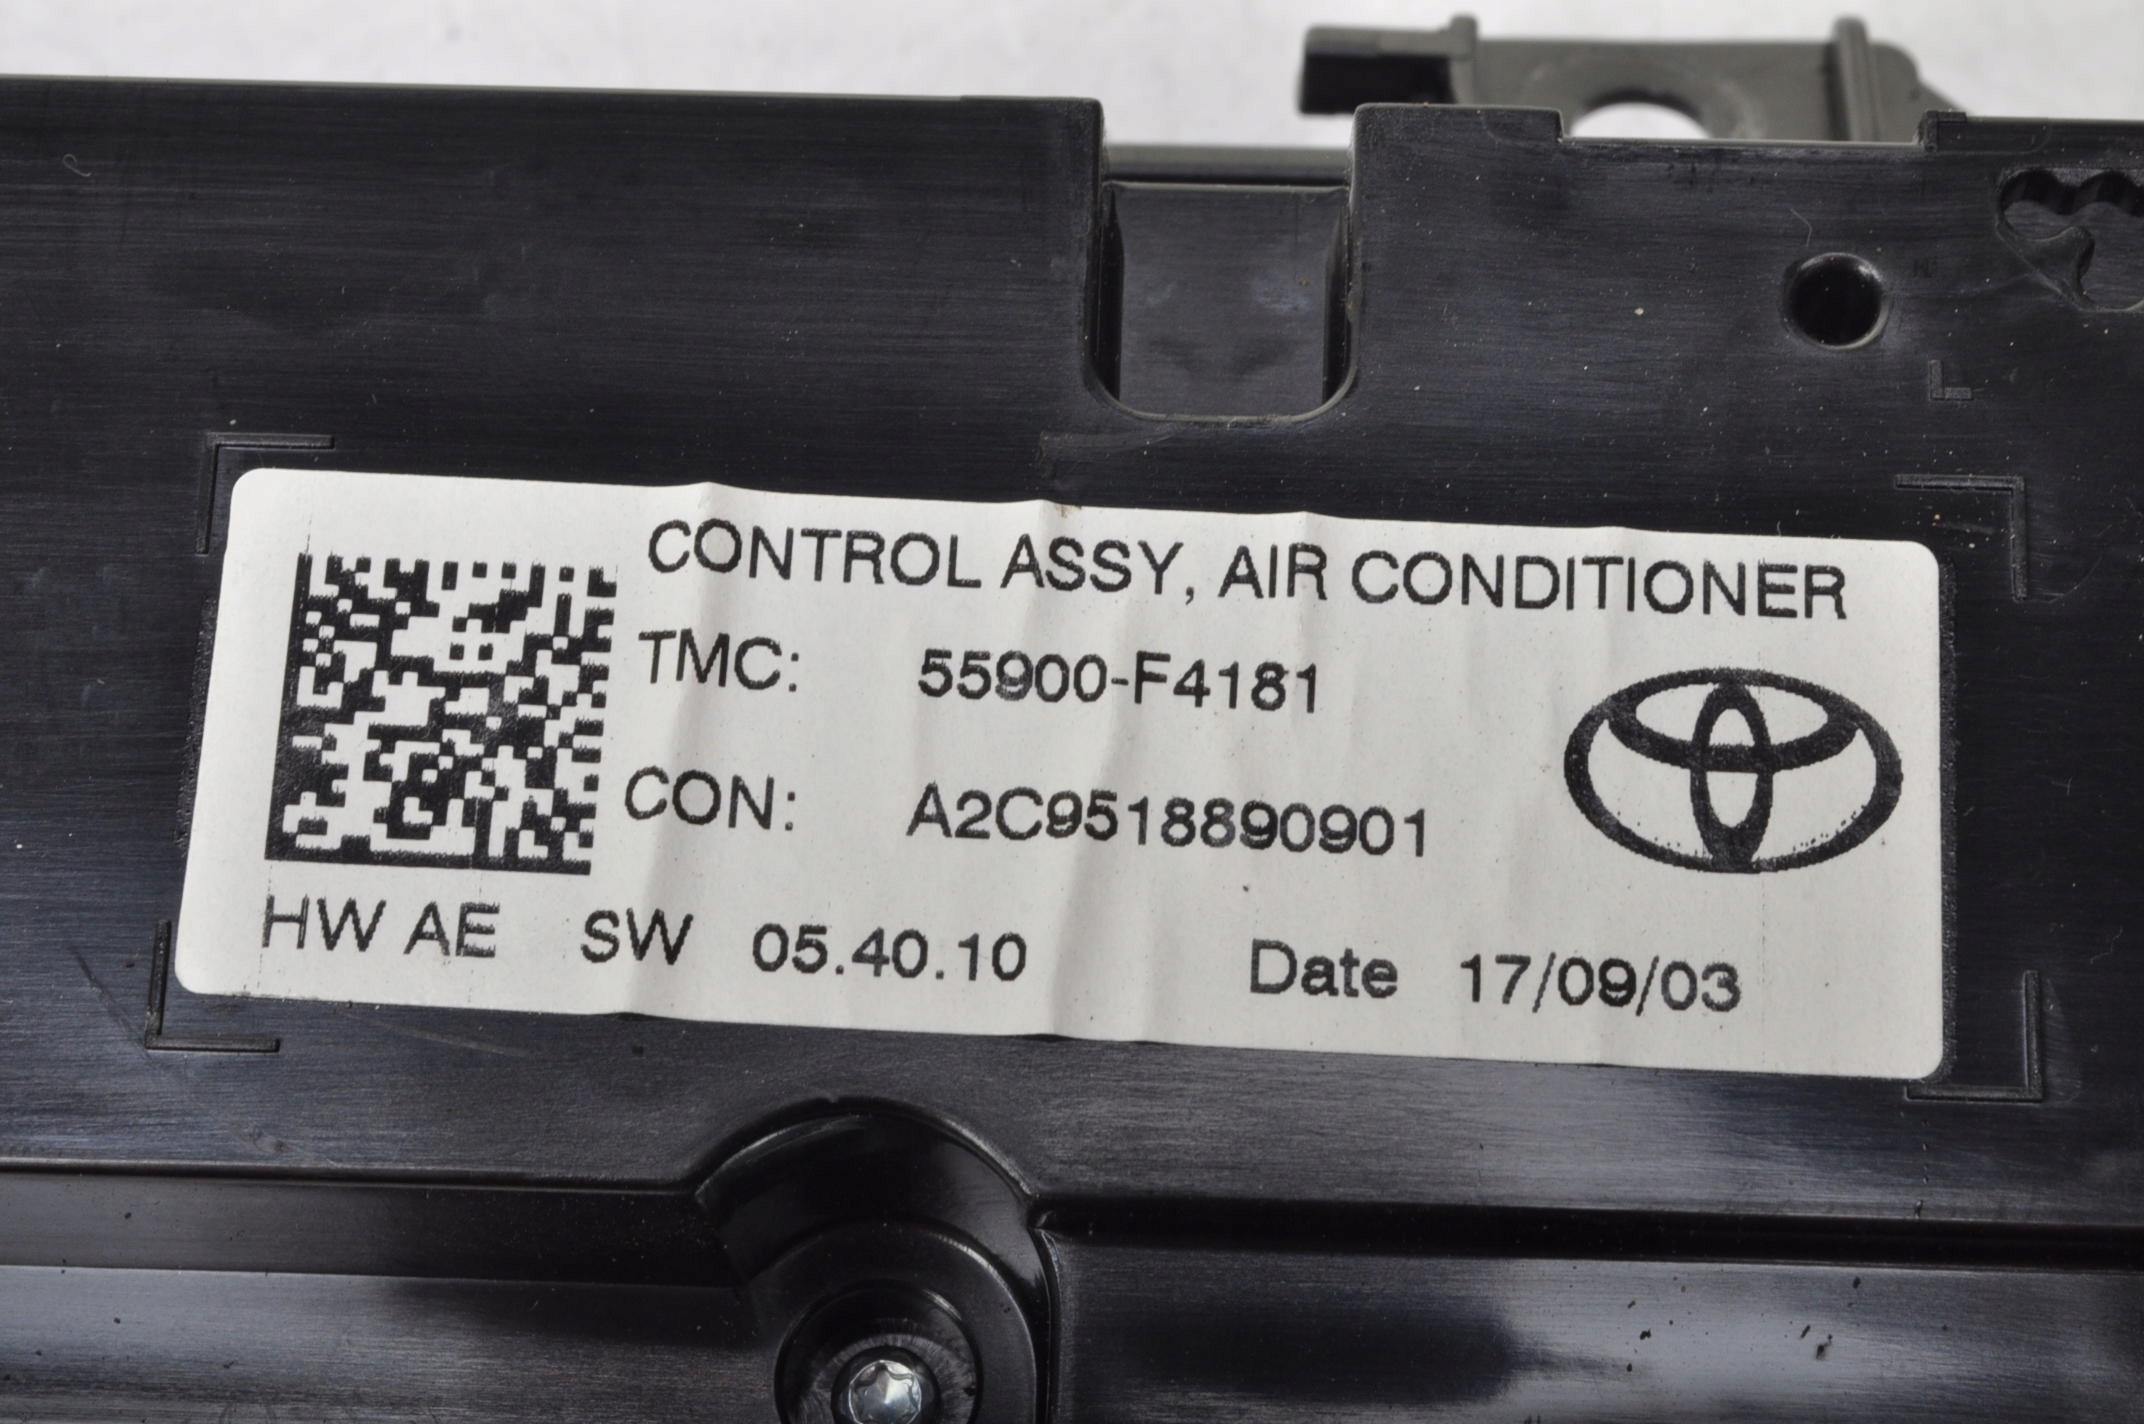 CONTROL ASSY, AIR CONDITIONER
TMC: 55900-F4181
CON: A2C9518890901
HW AE SW 05.40.10 Date 17/09/03